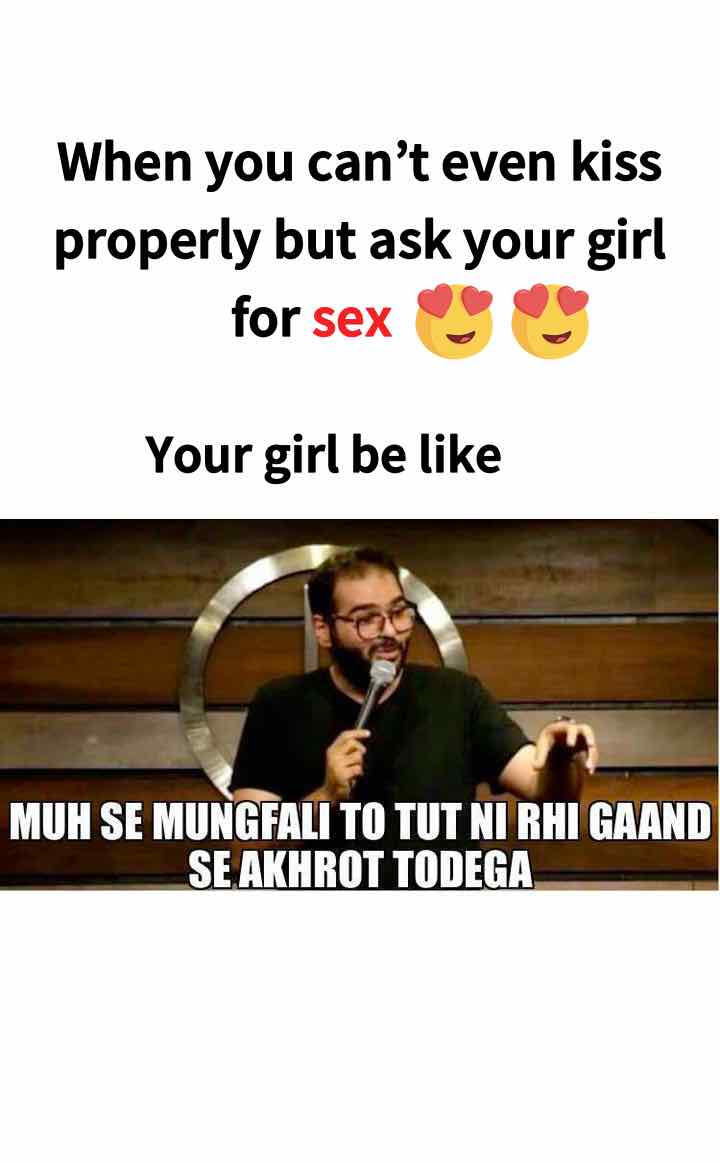 When you can’t even kiss
properly but ask your girl
for sex 😍 😍
Your girl be like
MUH SE MUNGFALI TO TUT NI RHI GAAND
SE AKHROT TODEGA